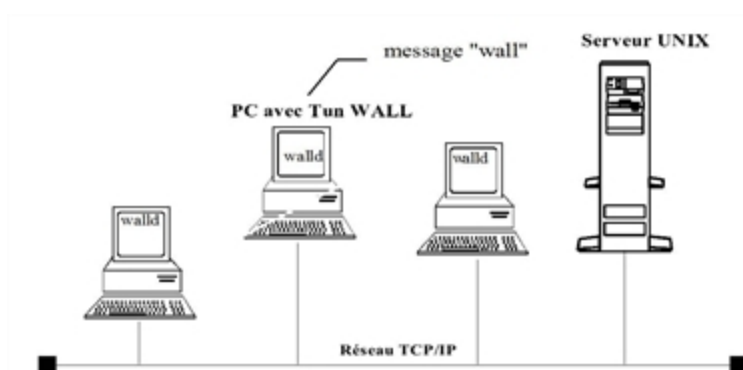 message "wall"
Serveur UNIX
PC avec Tun WALL
walld
walld
walld
Réseau TCP/IP